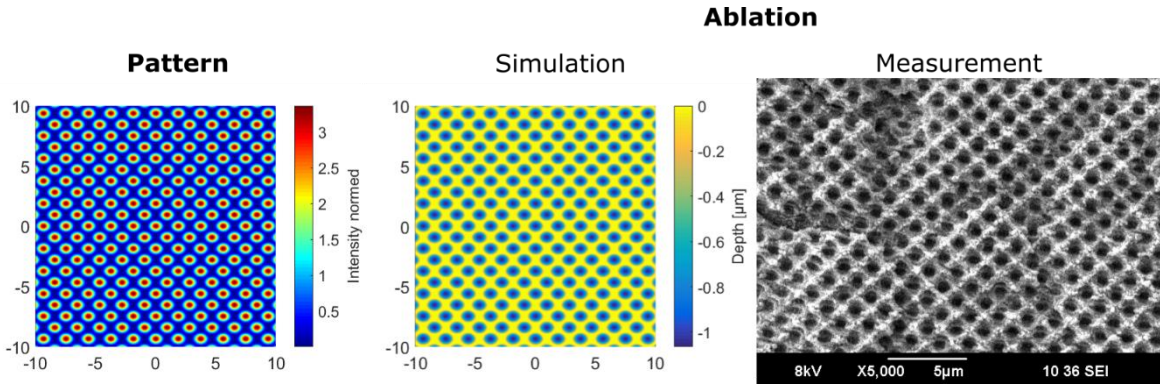 Ablation
Pattern
Simulation
Measurement
10
5
0
-5
-10
-10 -5 0 5 10
3
2.5
2
1.5
1
0.5
Intensity normed
10
5
0
-5
-10
-10 -5 0 5 10
0
-0.2
-0.4
-0.6
-0.8
-1
Depth [µm]
8kV X5,000 5µm 10 36 SEI